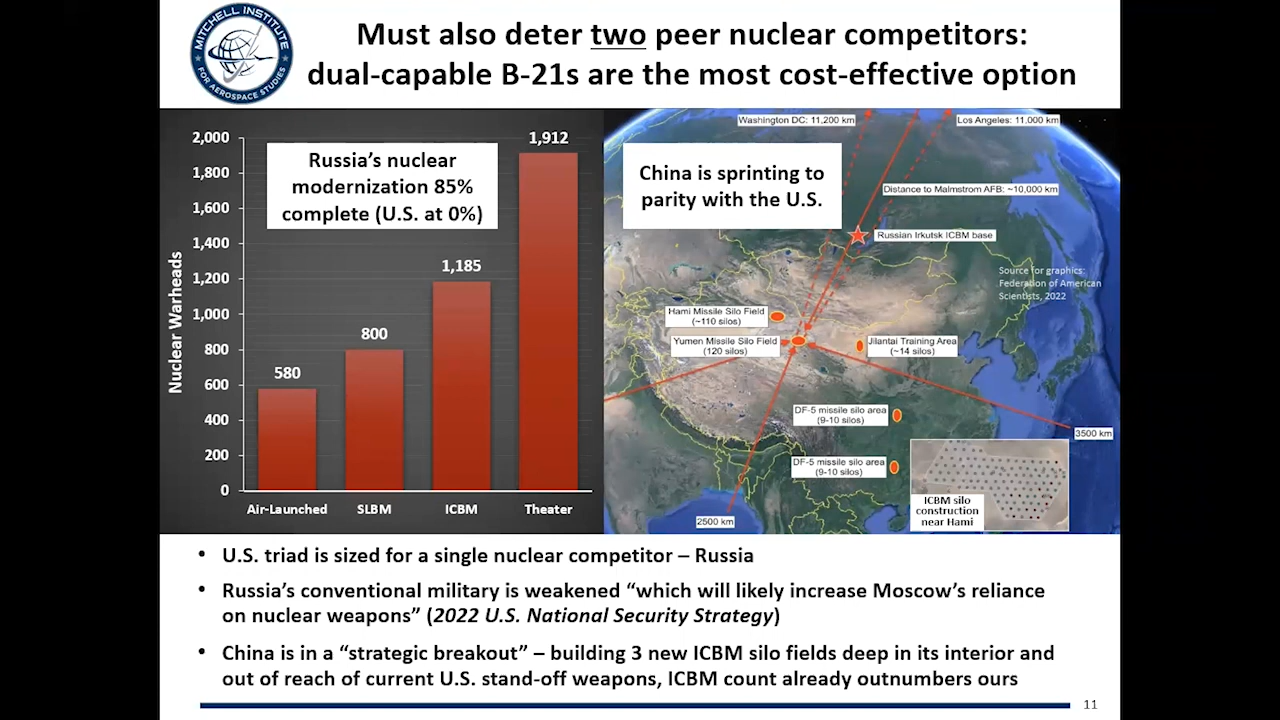 MITCHELL INSTITUTE
FOR AEROSPACE STUDIES
Must also deter two peer nuclear competitors:
dual-capable B-21s are the most cost-effective option
Nuclear Warheads
2,000
1,800
1,600
1,400
1,200
1,000
800
600
400
200
0
Russia’s nuclear
modernization 85%
complete (U.S. at 0%)
580
800
1,185
1,912
Air-Launched
SLBM
ICBM
Theater
China is sprinting to
parity with the U.S.
Washington DC: 11,200 km
Los Angeles: 11,000 km
Distance to Malmstrom AFB: ~10,000 km
Russian Irkutsk ICBM base
Source for graphics:
Federation of American
Scientists, 2022
Hami Missile Silo Field
(~110 silos)
Yumen Missile Silo Field
(120 silos)
Jilantai Training Area
(~14 silos)
DF-5 missile silo area
(9-10 silos)
DF-5 missile silo area
(9-10 silos)
3500 km
2500 km
ICBM silo
construction
near Hami
• U.S. triad is sized for a single nuclear competitor – Russia
• Russia’s conventional military is weakened “which will likely increase Moscow’s reliance
on nuclear weapons” (2022 U.S. National Security Strategy)
• China is in a “strategic breakout” – building 3 new ICBM silo fields deep in its interior and
out of reach of current U.S. stand-off weapons, ICBM count already outnumbers ours
11